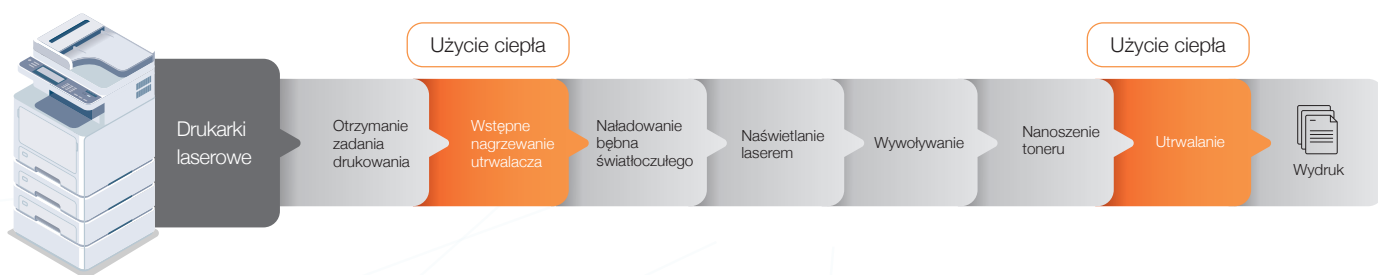 Użycie ciepła
Użycie ciepła
Drukarki
laserowe
Otrzymanie
zadania
drukowania
Wstępne
nagrzewanie
utrwalacza
Naładowanie
bębna
światłoczułego
Naświetlanie
laserem
Wywoływanie
Nanoszenie
toneru
Utrwalanie
Wydruk